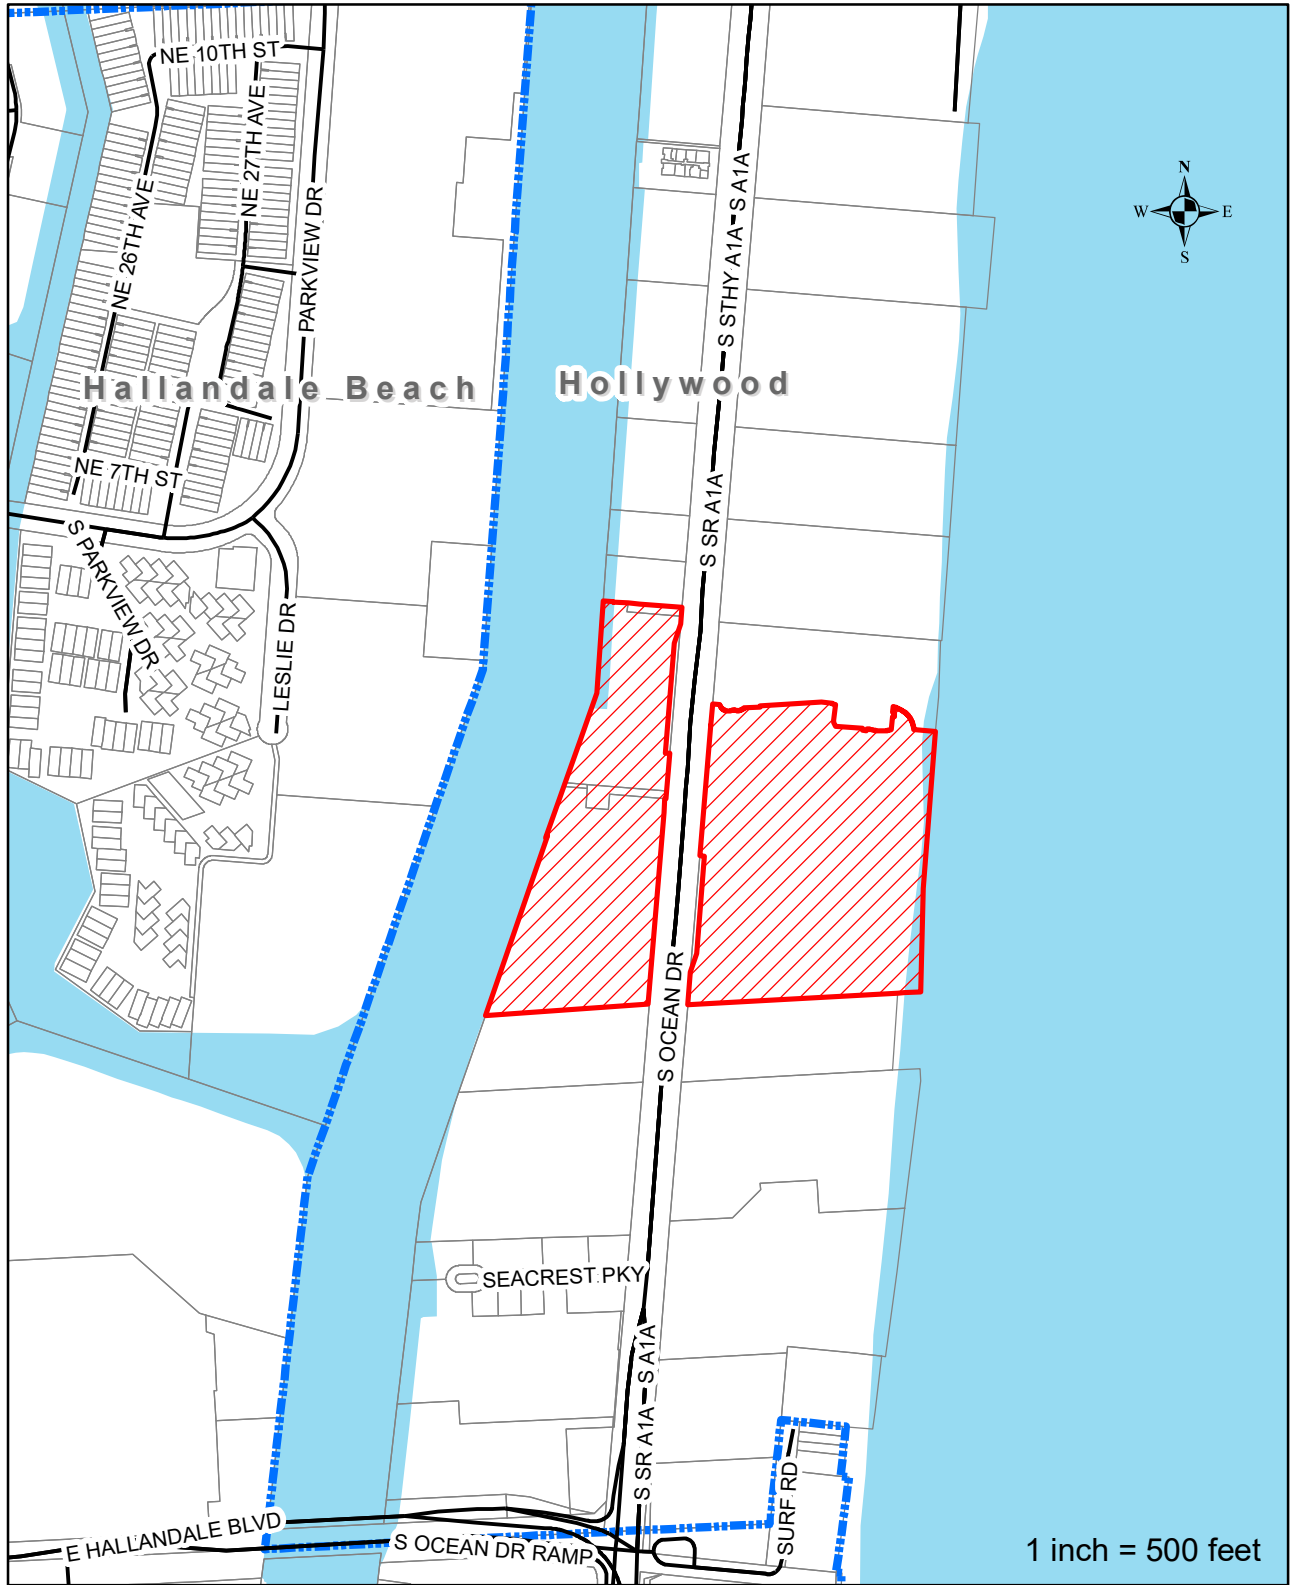 NE 10TH ST
NE 27TH AVE
NE 26TH AVE
PARKVIEW DR
S STHY A1A
S A1A
N
W
E
S
Hallandale Beach
Hollywood
NE 7TH ST
S SR A1A
S PARKVIEW DR
LESLIE DR
S OCEAN DR
SEACREST PKY
S A1A
S SR A1A
SURF RD
E HALLANDALE BLVD
S OCEAN DR RAMP
1 inch = 500 feet